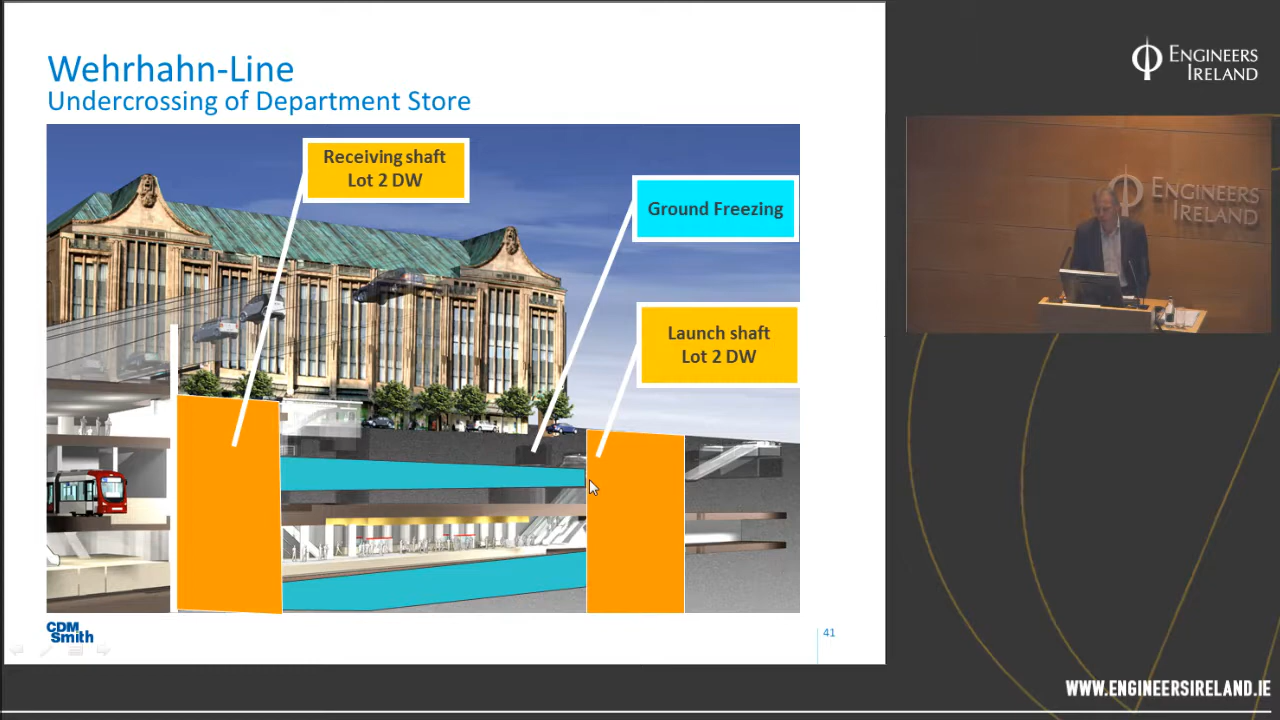 Wehrhahn-Line
Undercrossing of Department Store
Receiving shaft
Lot 2 DW
Ground Freezing
Launch shaft
Lot 2 DW
CDM
Smith
41
ENGINEERS
IRELAND
ENGINEERS
IRELAND
WWW.ENGINEERSIRELAND.IE